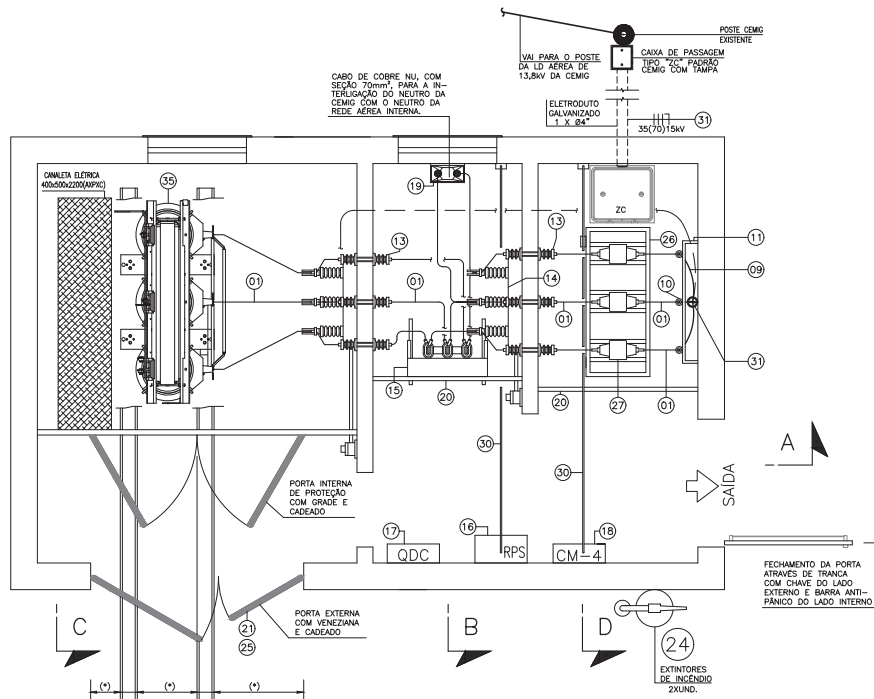 POSTE CEMIG
EXISTENTE
VAI PARA O POSTE
DA LD AÉREA DE
13,8kV DA CEMIG
CAIXA DE PASSAGEM
TIPO "ZC" PADRÃO
CEMIG COM TAMPA
CABO DE COBRE NU, COM
SEÇÃO 70mm², PARA A IN-
TERLIGAÇÃO DO NEUTRO DA
CEMIG COM O NEUTRO DA
REDE AÉREA INTERNA.
ELETRODUTO
GALVANIZADO
1 X Ø4"
31
35(70)15kV
CANALETA ELÉTRICA
400x500x2200(AXPXC)
35
19
ZC
13
13
26
11
09
14
10
01
01
01
01
01
31
15
20
20
27
30
30
A
SAÍDA
PORTA INTERNA
DE PROTEÇÃO
COM GRADE E
CADEADO
17
QDC
16
RPS
18
CM-4
FECHAMENTO DA PORTA
ATRAVÉS DE TRANCA
COM CHAVE DO LADO
EXTERNO E BARRA ANTI-
PÂNICO DO LADO INTERNO
PORTA EXTERNA
COM VENEZIANA
E CADEADO
21
25
C
B
D
24
EXTINTORES
DE INCÊNDIO
2XUND.
(*)
(*)
(*)